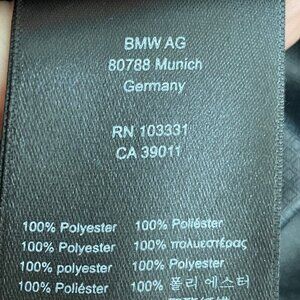 BMW AG
80788 Munich
Germany
RN 103331
CA 39011
100% Polyester 100% Poliéster
100% Polyester 100% πολυεστέρας
100% polyester 100%
100% Polyester 100% 폴리 에스터